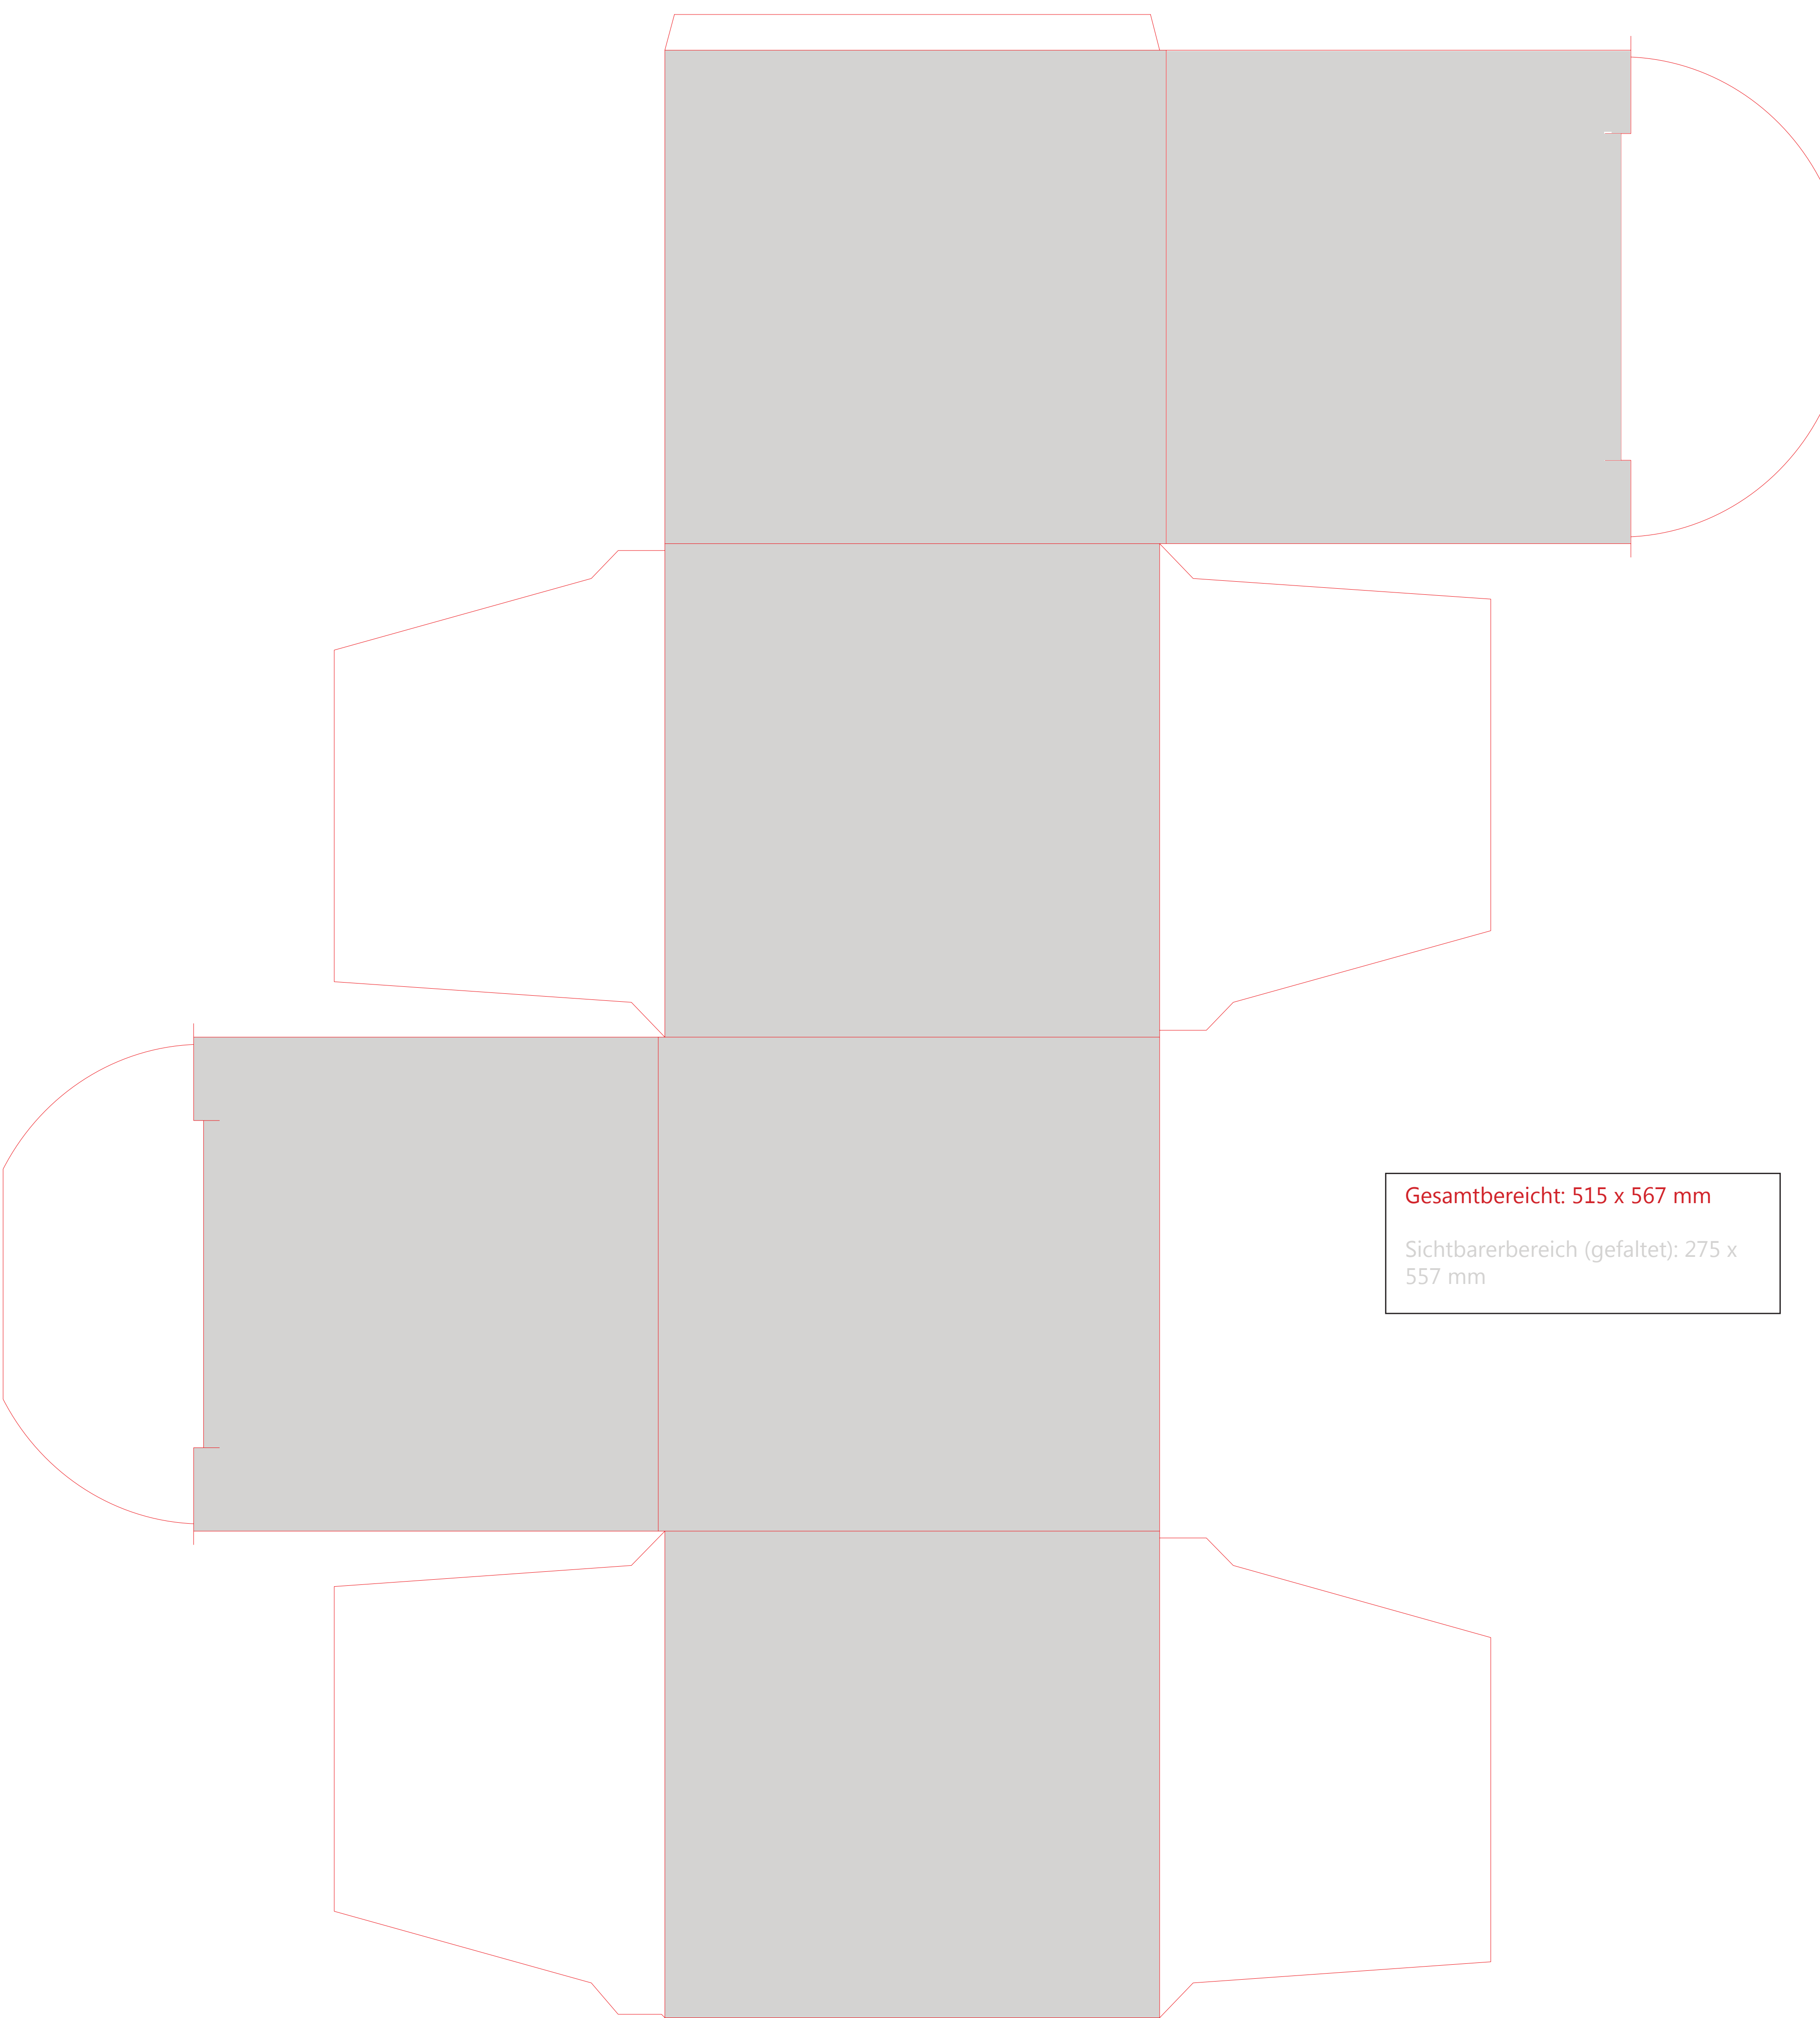 Gesamtbereicht: 515 x 567 mm
Sichtbarerbereich (gefaltet): 275 x
557 mm